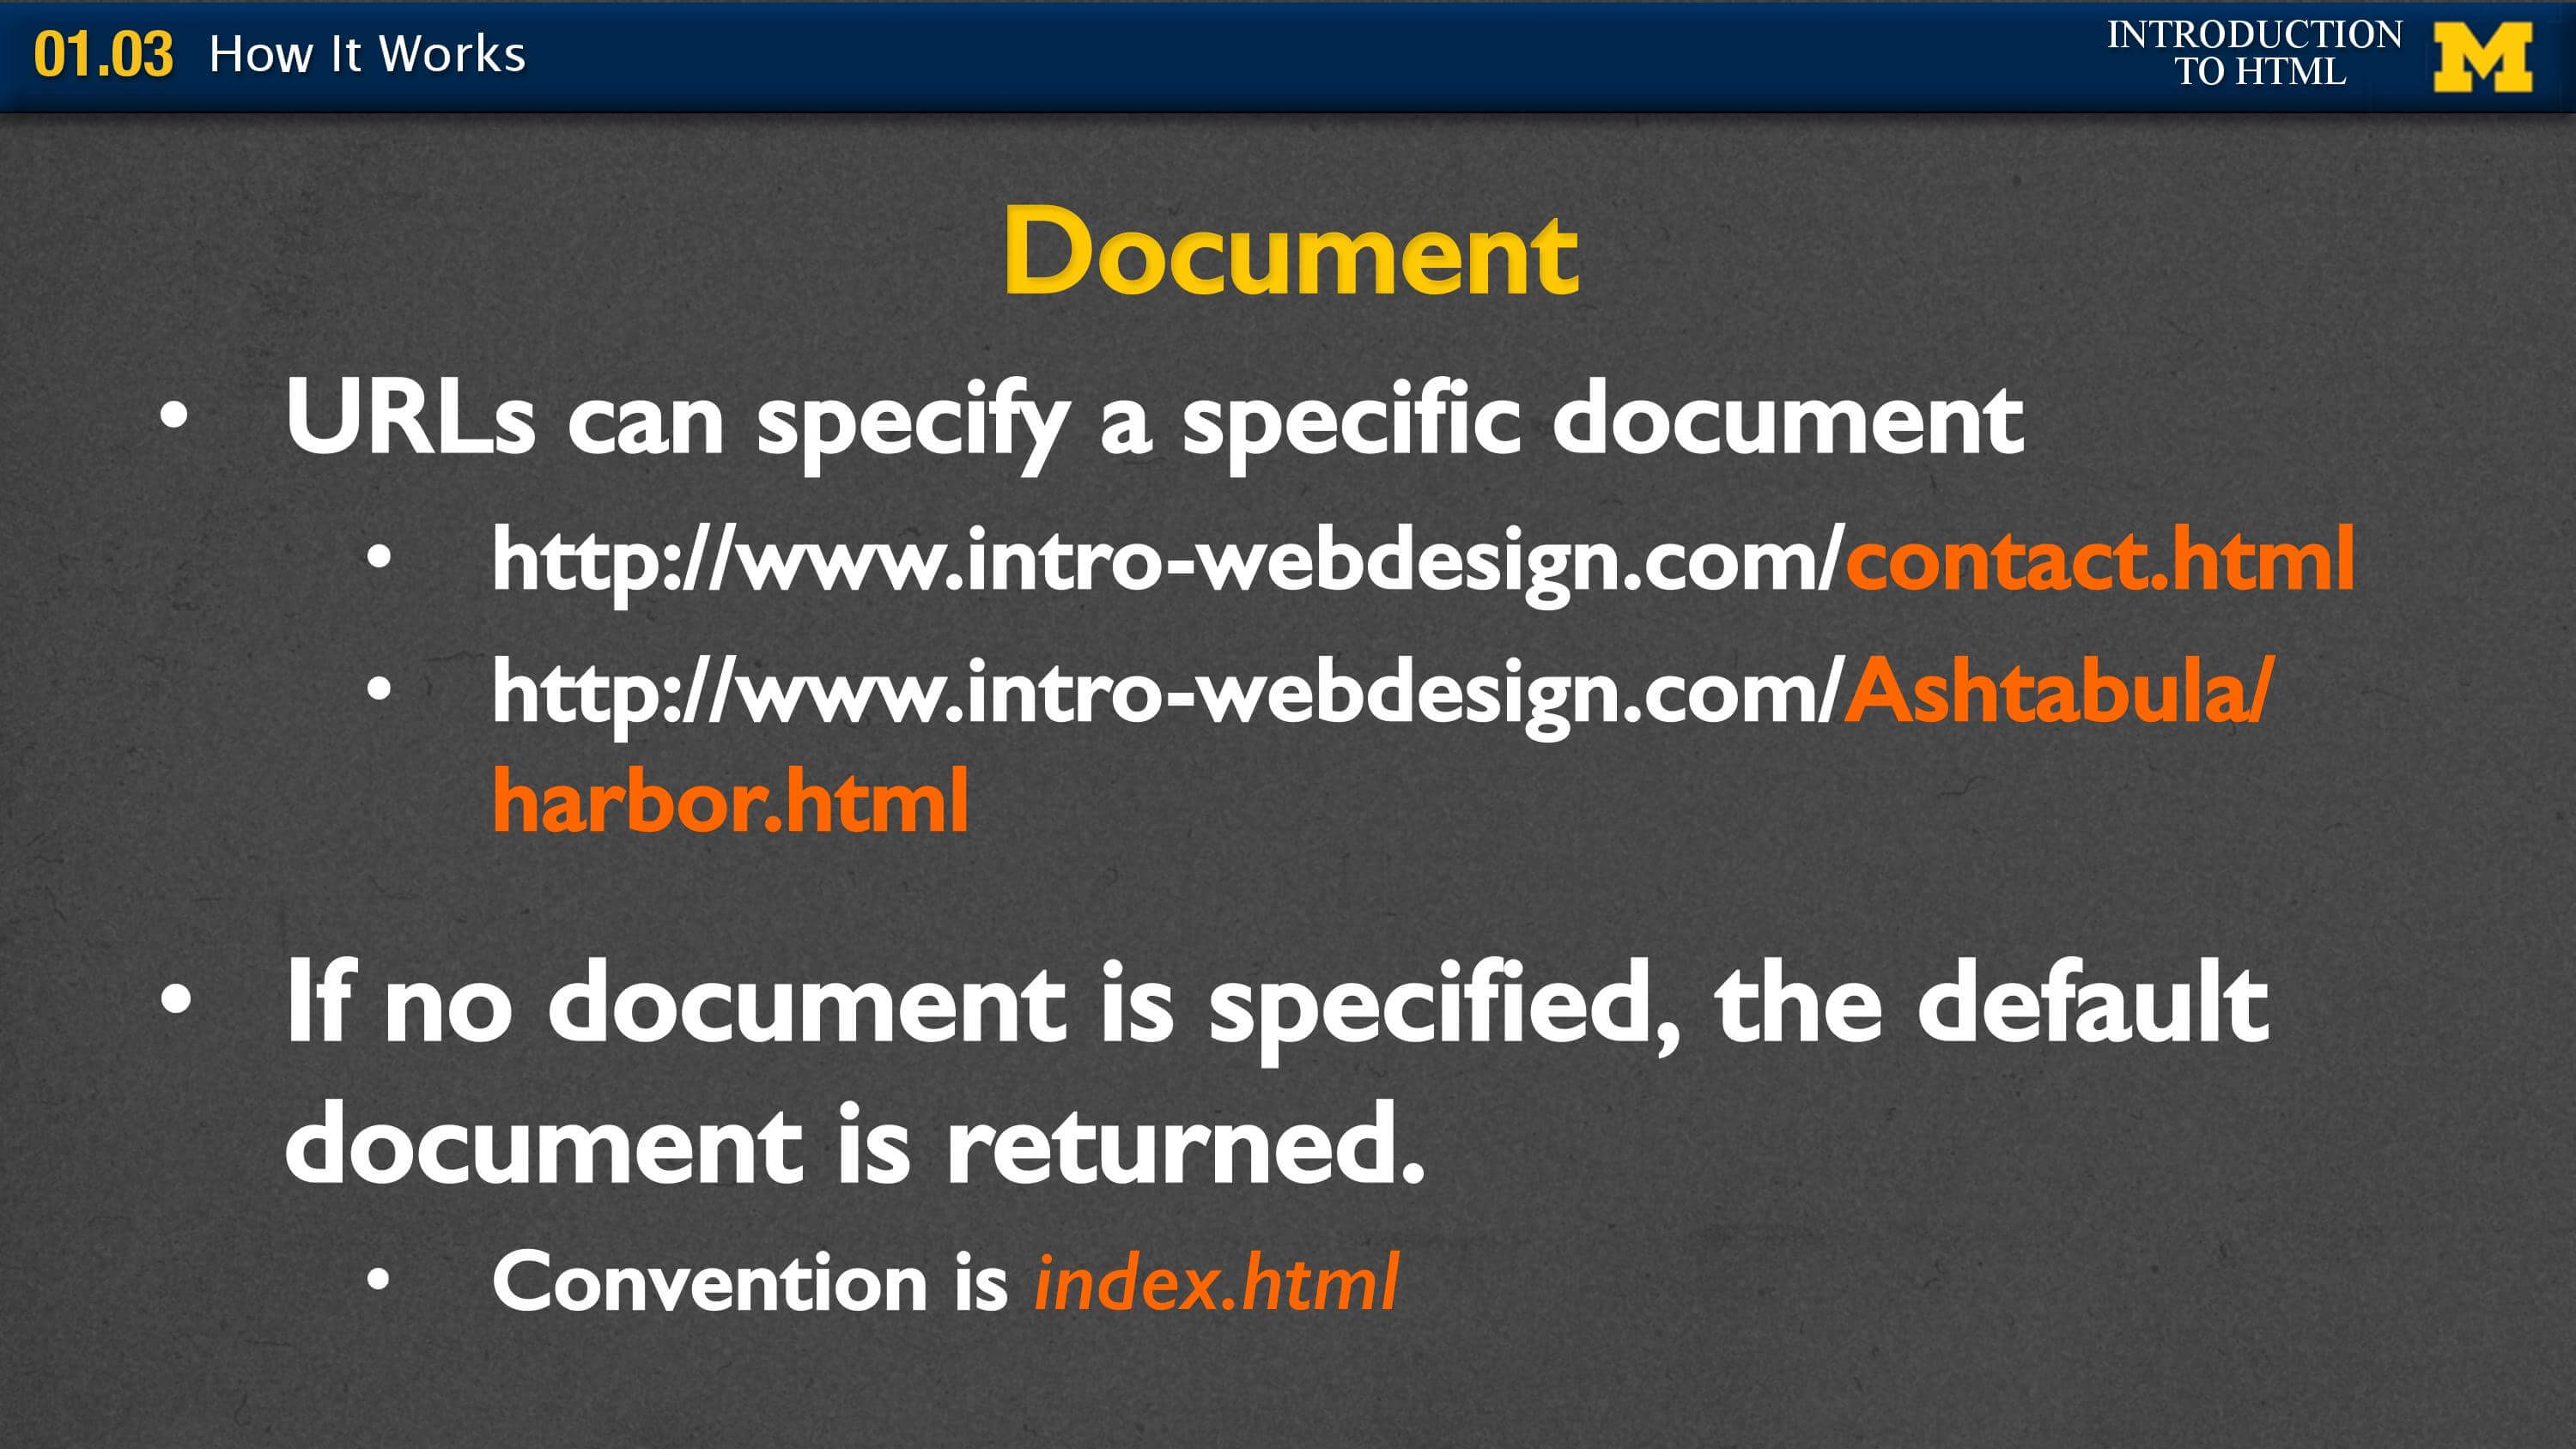 01.03 How It Works
INTRODUCTION
TO HTML
M
Document
• URLs can specify a specific document
• http://www.intro-webdesign.com/contact.html
• http://www.intro-webdesign.com/Ashtabula/
harbor.html
• If no document is specified, the default
document is returned.
• Convention is index.html